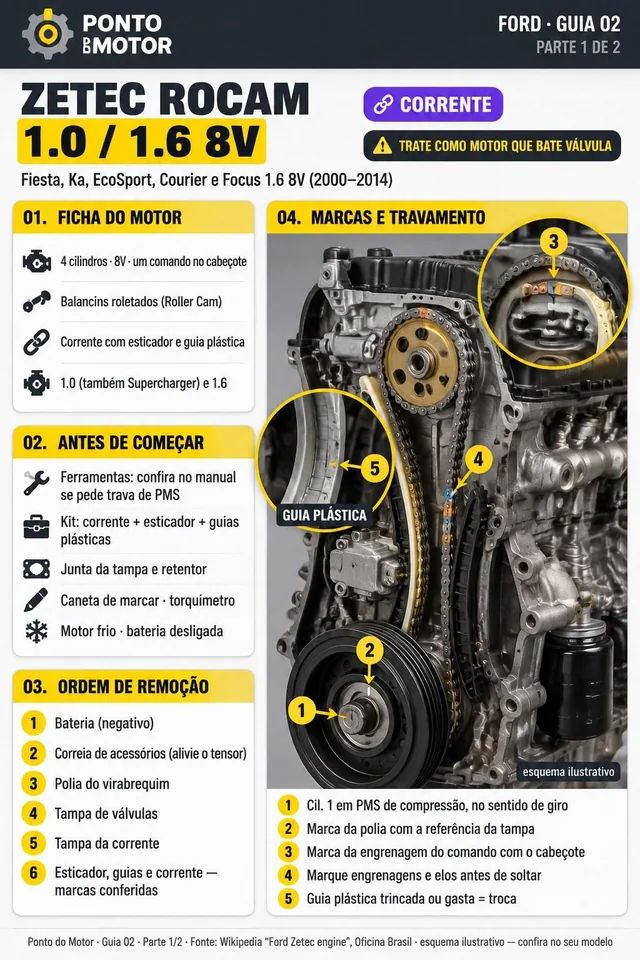 PONTO
DO MOTOR
FORD · GUIA 02
PARTE 1 DE 2
ZETEC ROCAM
1.0 / 1.6 8V
CORRENTE
TRATE COMO MOTOR QUE BATE VÁLVULA
Fiesta, Ka, EcoSport, Courier e Focus 1.6 8V (2000–2014)
01. FICHA DO MOTOR
4 cilindros · 8V · um comando no cabeçote
Balancins roletados (Roller Cam)
Corrente com esticador e guia plástica
1.0 (também Supercharger) e 1.6
02. ANTES DE COMEÇAR
Ferramentas: confira no manual
se pede trava de PMS
Kit: corrente + esticador + guias
plásticas
Junta da tampa e retentor
Caneta de marcar · torquimetro
Motor frio · bateria desligada
03. ORDEM DE REMOÇÃO
1 Bateria (negativo)
2 Correia de acessórios (alivie o tensor)
3 Polia do virabrequim
4 Tampa de válvulas
5 Tampa da corrente
6 Esticador, guias e corrente —
marcas conferidas
04. MARCAS E TRAVAMENTO
3
5
4
GUIA PLÁSTICA
2
1
esquema ilustrativo
1 Cil. 1 em PMS de compressão, no sentido de giro
2 Marca da polia com a referência da tampa
3 Marca da engrenagem do comando com o cabeçote
4 Marque engrenagens e elos antes de soltar
5 Guia plástica trincada ou gasta = troca
Ponto do Motor · Guia 02 · Parte 1/2 · Fonte: Wikipedia “Ford Zetec engine”, Oficina Brasil · esquema ilustrativo — confira no seu modelo